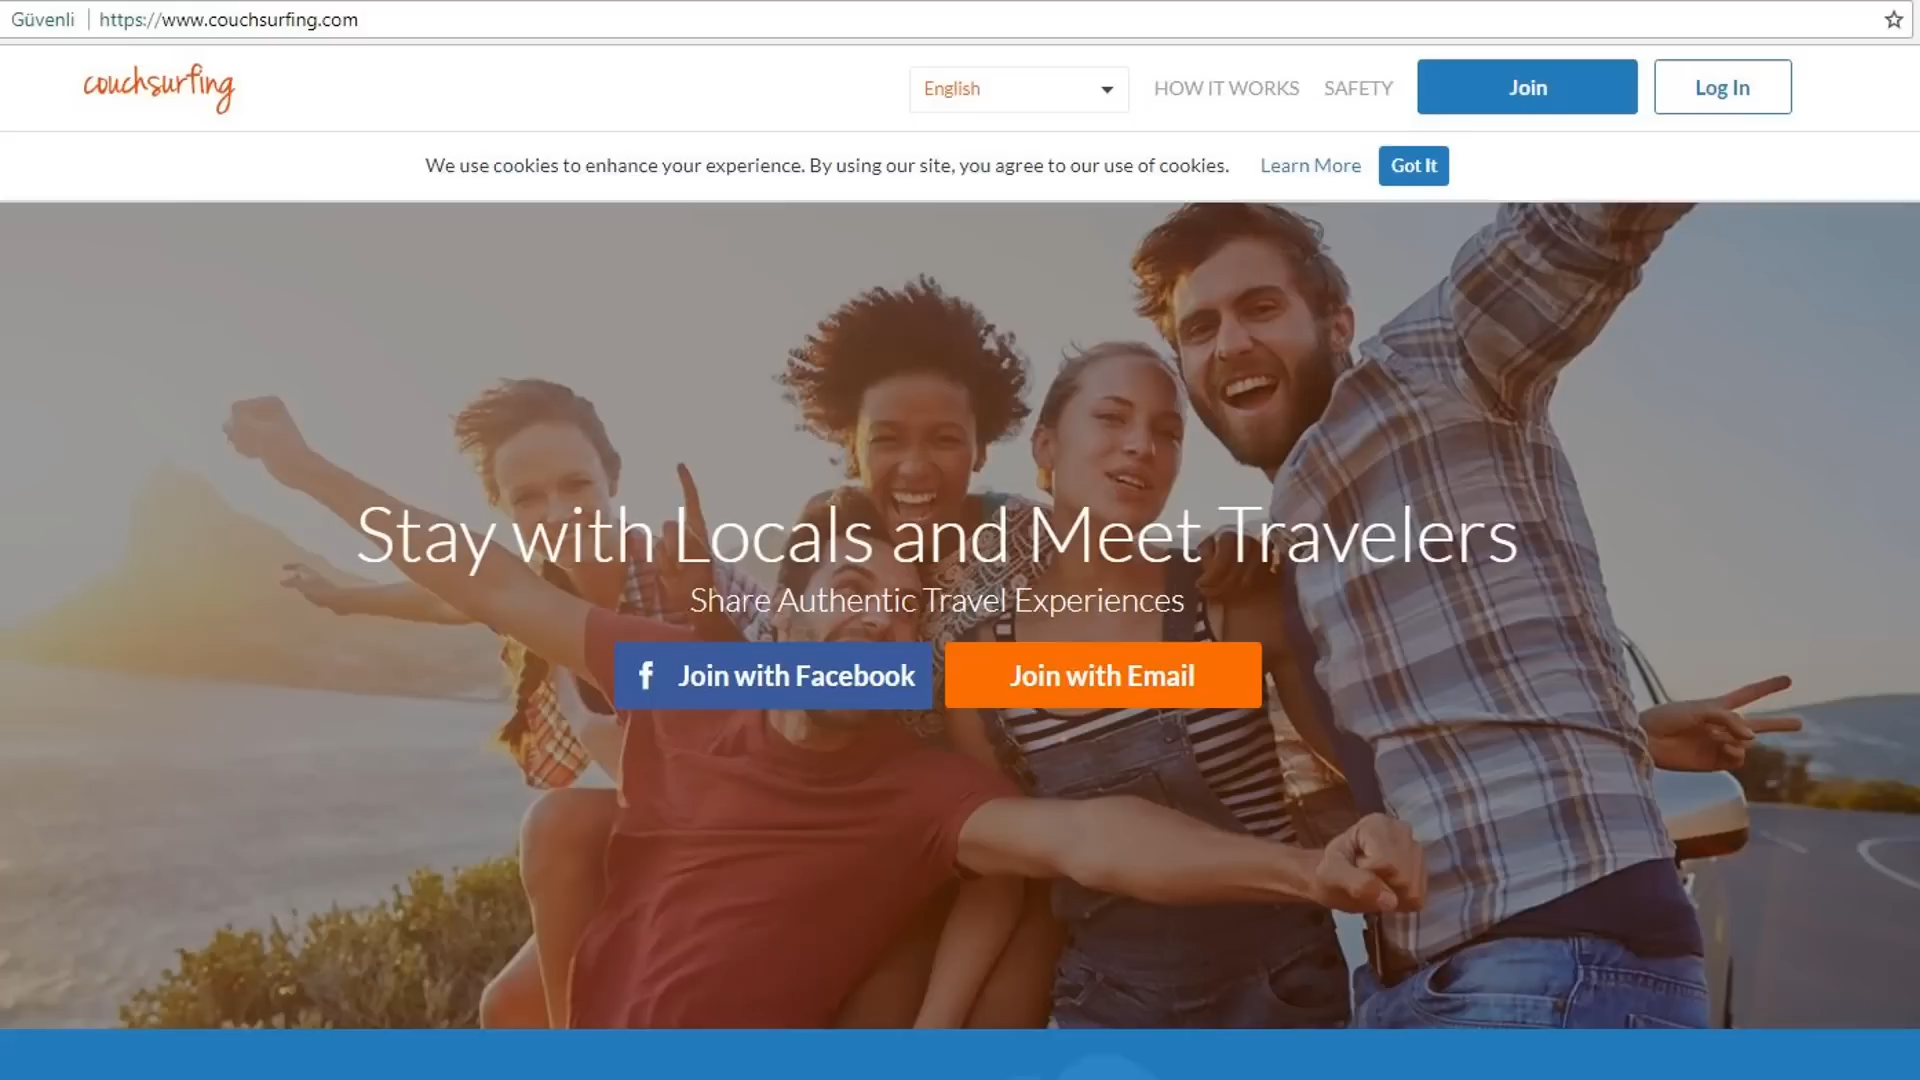 Güvenli https://www.couchsurfing.com
couchsurfing
English
HOW IT WORKS
SAFETY
Join
Log In
We use cookies to enhance your experience. By using our site, you agree to our use of cookies. Learn More Got It
Stay with Locals and Meet Travelers
Share Authentic Travel Experiences
f Join with Facebook
Join with Email